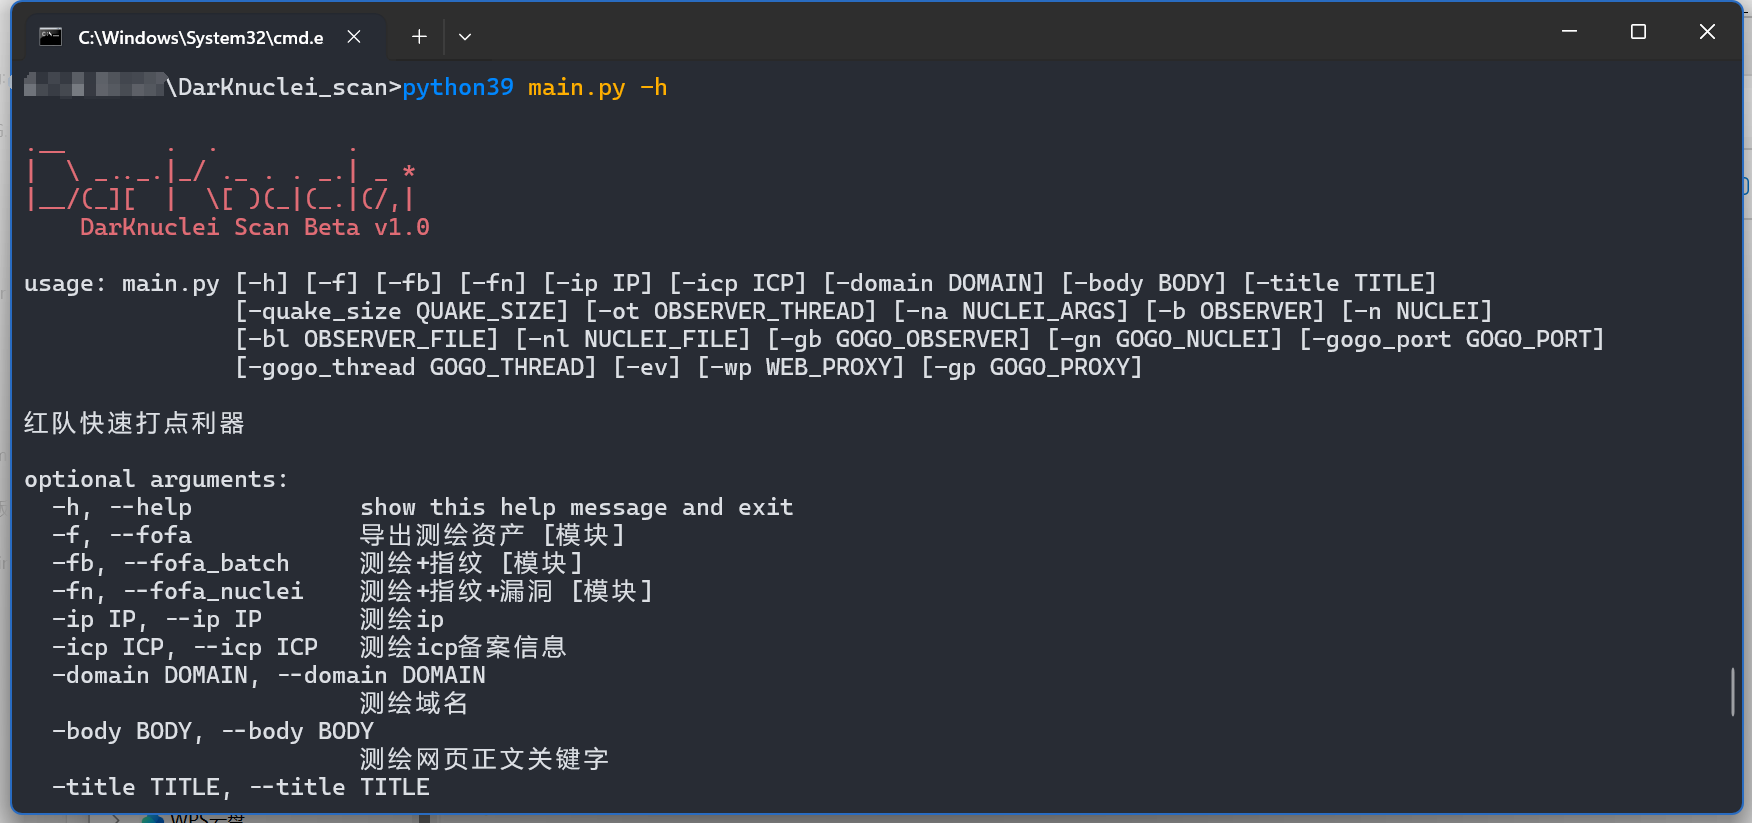 C:\Windows\System32\cmd.e
\DarKnuclei_scan>python39 main.py -h
.__       .  .         .
|  \ _.._.|_/ ._ . . _.| _ *
|__/(_][  |  \[ )(_|(_.|(/,|
DarKnuclei Scan Beta v1.0
usage: main.py [-h] [-f] [-fb] [-fn] [-ip IP] [-icp ICP] [-domain DOMAIN] [-body BODY] [-title TITLE]
[-quake_size QUAKE_SIZE] [-ot OBSERVER_THREAD] [-na NUCLEI_ARGS] [-b OBSERVER] [-n NUCLEI]
[-bl OBSERVER_FILE] [-nl NUCLEI_FILE] [-gb GOGO_OBSERVER] [-gn GOGO_NUCLEI] [-gogo_port GOGO_PORT]
[-gogo_thread GOGO_THREAD] [-ev] [-wp WEB_PROXY] [-gp GOGO_PROXY]
红队快速打点利器
optional arguments:
-h, --help show this help message and exit
-f, --fofa 导出测绘资产 [模块]
-fb, --fofa_batch 测绘+指纹 [模块]
-fn, --fofa_nuclei 测绘+指纹+漏洞 [模块]
-ip IP, --ip IP 测绘ip
-icp ICP, --icp ICP 测绘icp备案信息
-domain DOMAIN, --domain DOMAIN
测绘域名
-body BODY, --body BODY
测绘网页正文关键字
-title TITLE, --title TITLE
WPS云盘